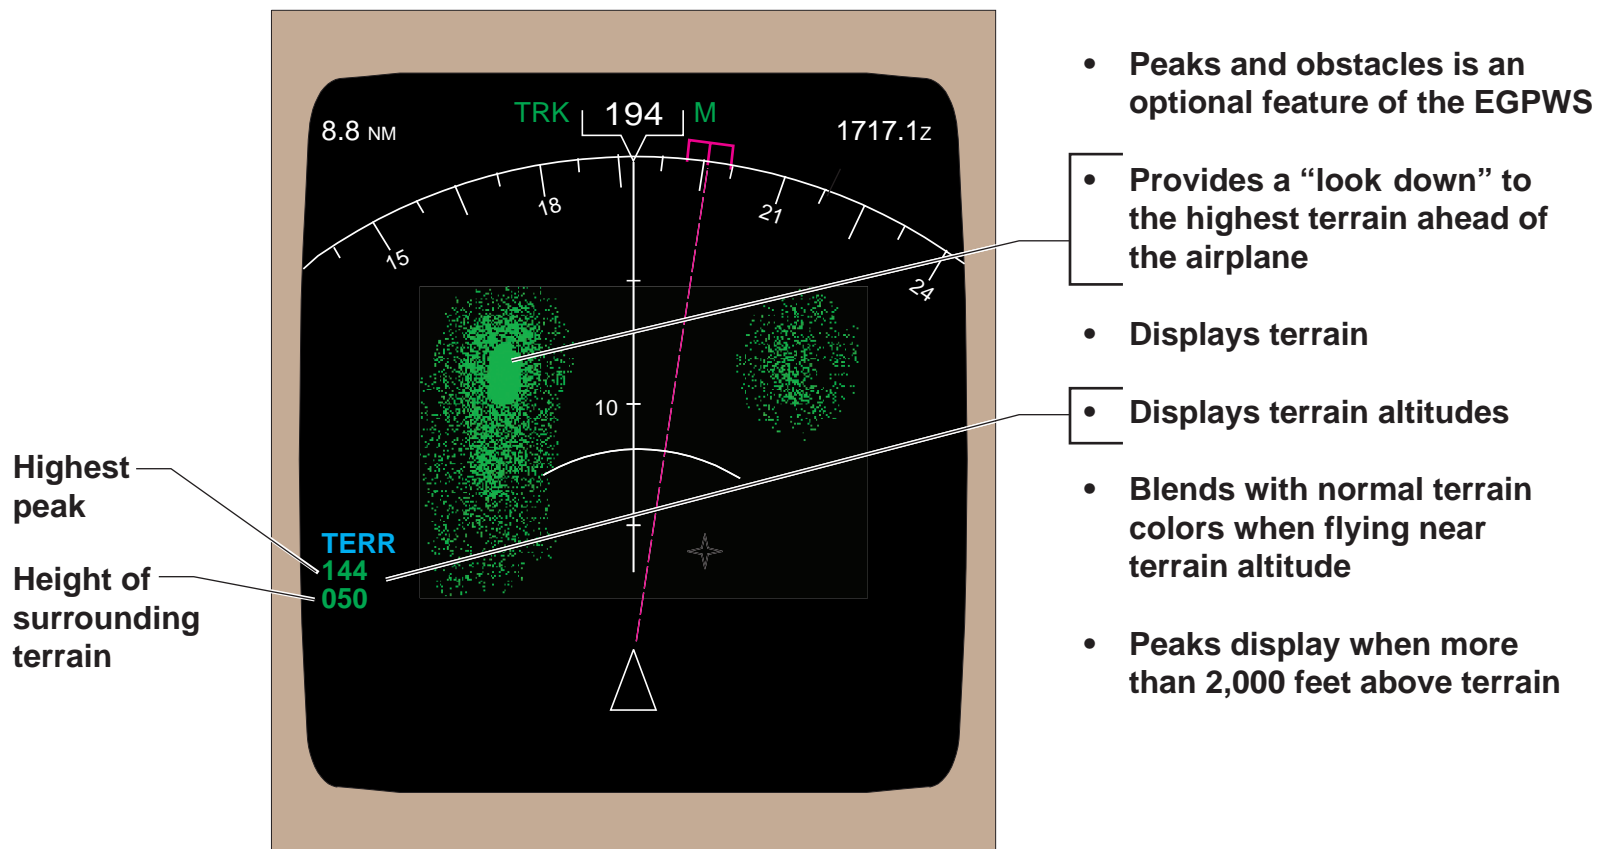 8.8 NM
TRK 194 M
1717.1z
15
18
21
24
10
TERR
144
050
Highest
peak
Height of
surrounding
terrain
• Peaks and obstacles is an
optional feature of the EGPWS
• Provides a “look down” to
the highest terrain ahead of
the airplane
• Displays terrain
• Displays terrain altitudes
• Blends with normal terrain
colors when flying near
terrain altitude
• Peaks display when more
than 2,000 feet above terrain